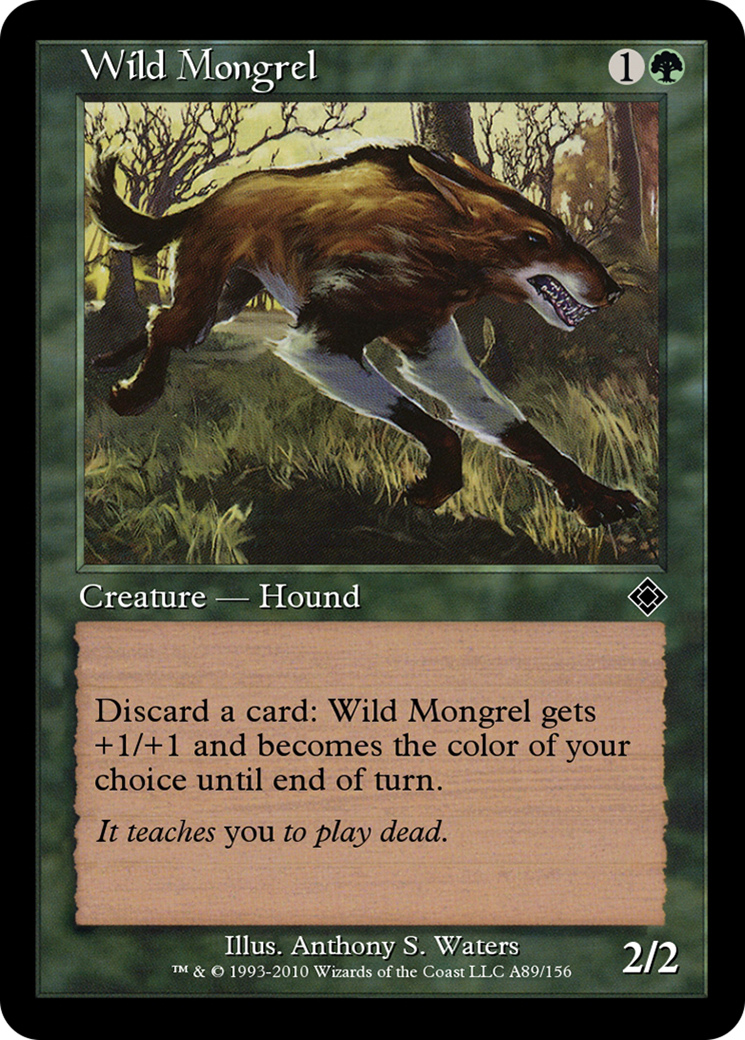 Wild Mongrel
1
Creature — Hound
Discard a card: Wild Mongrel gets
+1/+1 and becomes the color of your
choice until end of turn.
It teaches you to play dead.
Illus. Anthony S. Waters
™ & © 1993-2010 Wizards of the Coast LLC A89/156
2/2